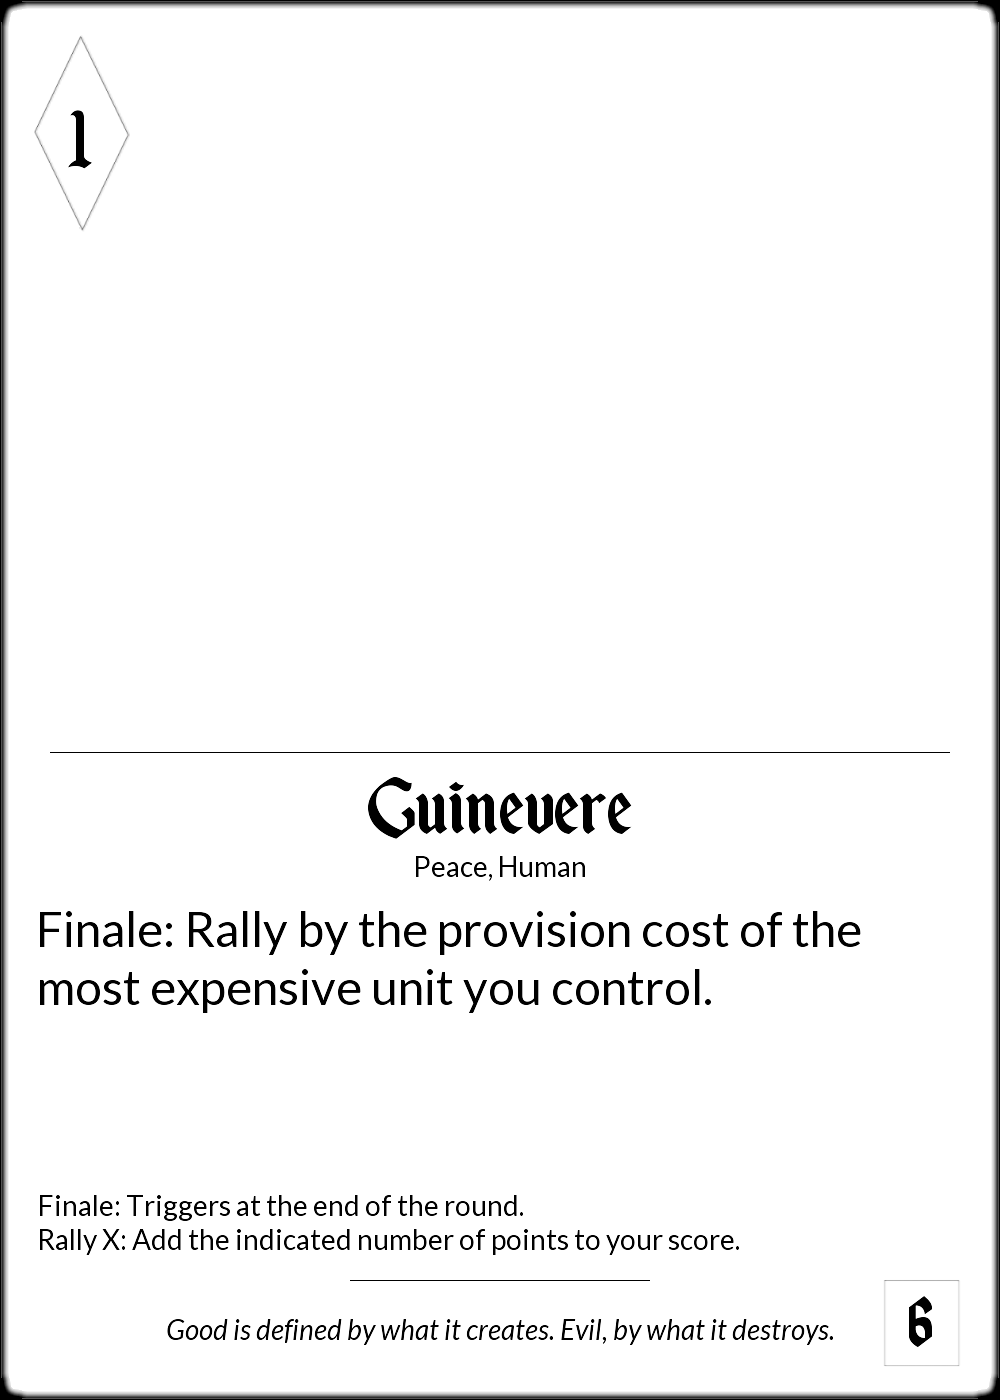 1
Guinevere
Peace, Human
Finale: Rally by the provision cost of the
most expensive unit you control.
Finale: Triggers at the end of the round.
Rally X: Add the indicated number of points to your score.
Good is defined by what it creates. Evil, by what it destroys.
6